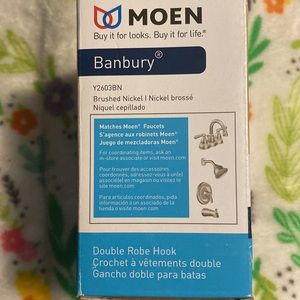 MOEN
Buy it for looks. Buy it for life.®
Banbury®
Y2603BN
Brushed Nickel | Nickel brossé
Níquel cepillado
Matches Moen® Faucets
S'agence aux robinets Moen®
Juego de mezcladoras Moen®
For coordinating items, ask an
in-store associate or visit moen.com
Pour trouver des accessoires
coordonnés, adressez-vous à un(e)
associé(e) en magasin ou visitez le
moen.com
Para artículos coordinados, pida
información a un asociado de la
tienda o visite moen.com
Double Robe Hook
Crochet à vêtements double
Gancho doble para batas